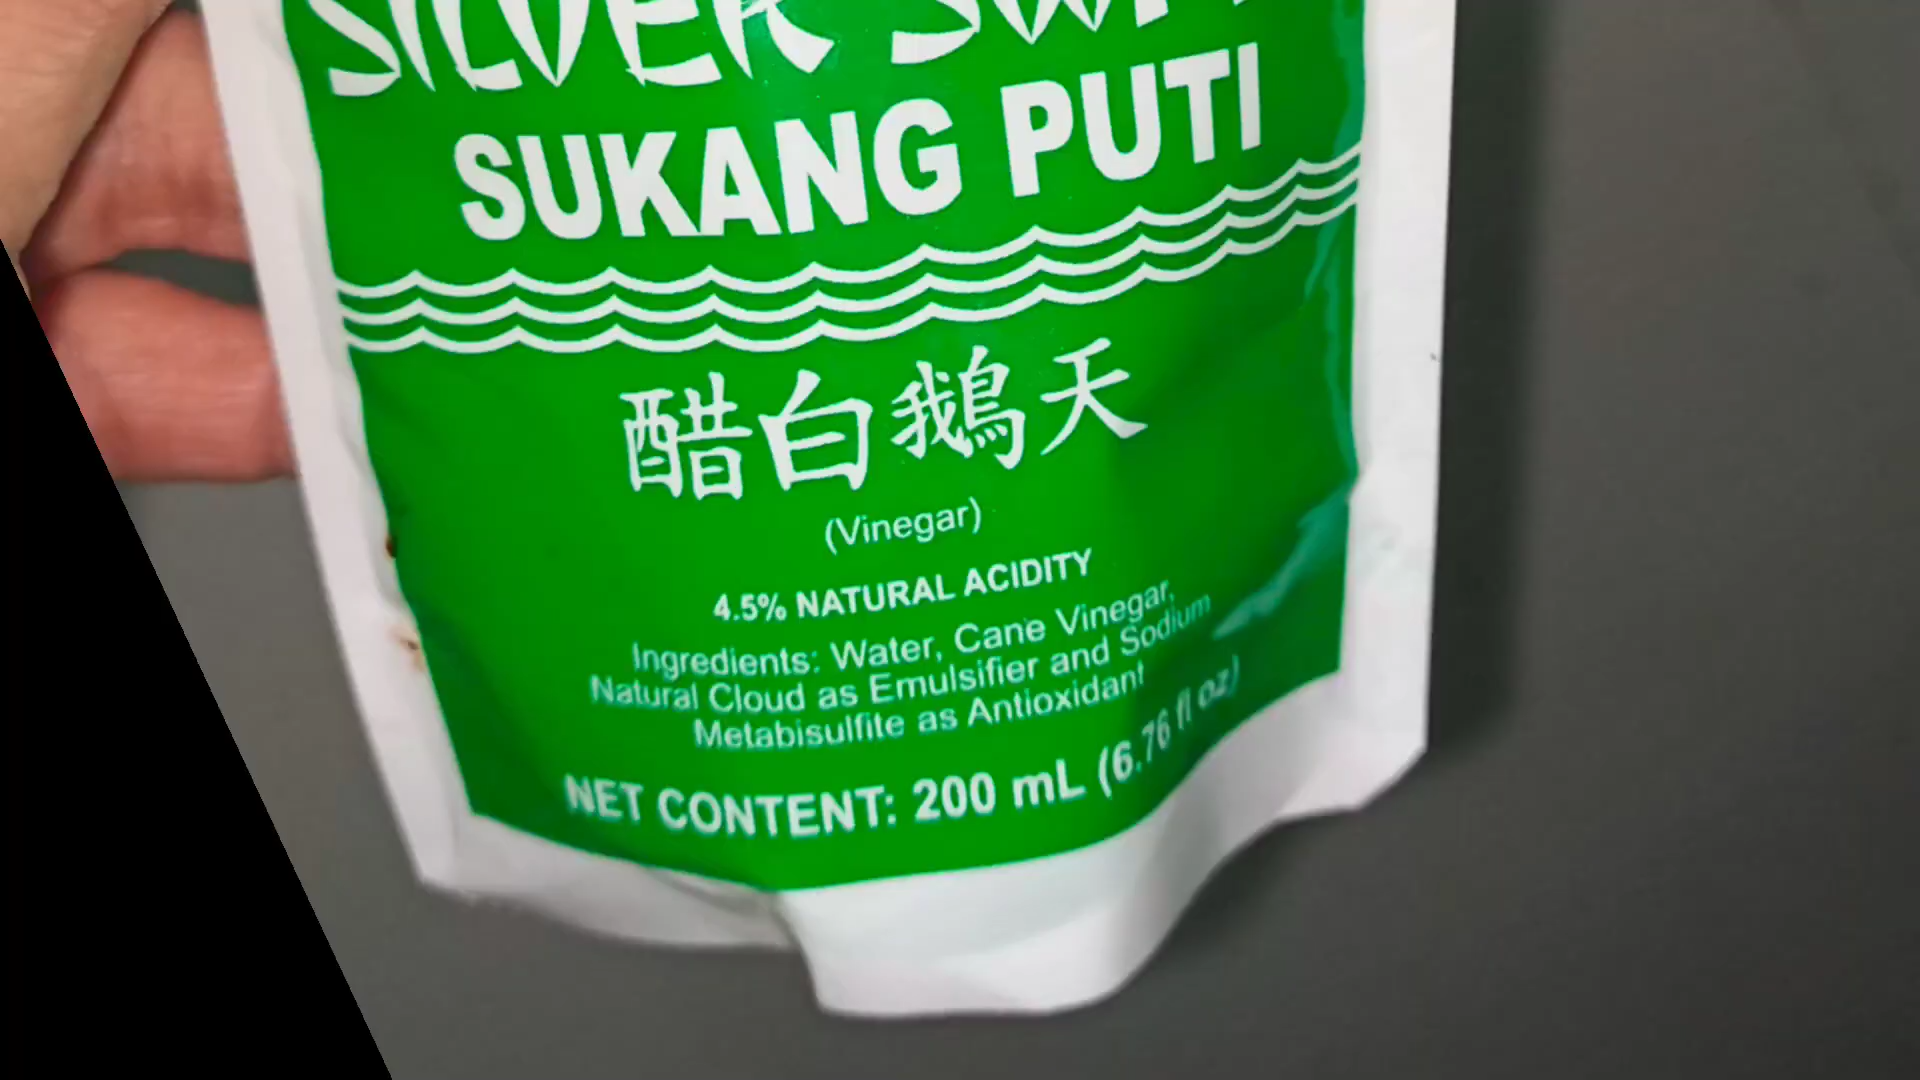 SILVER SWAN
SUKANG PUTI
醋白鵝天
(Vinegar)
4.5% NATURAL ACIDITY
Ingredients: Water, Cane Vinegar,
Natural Cloud as Emulsifier and Sodium
Metabisulfite as Antioxidant
NET CONTENT: 200 mL (6.76 fl oz)